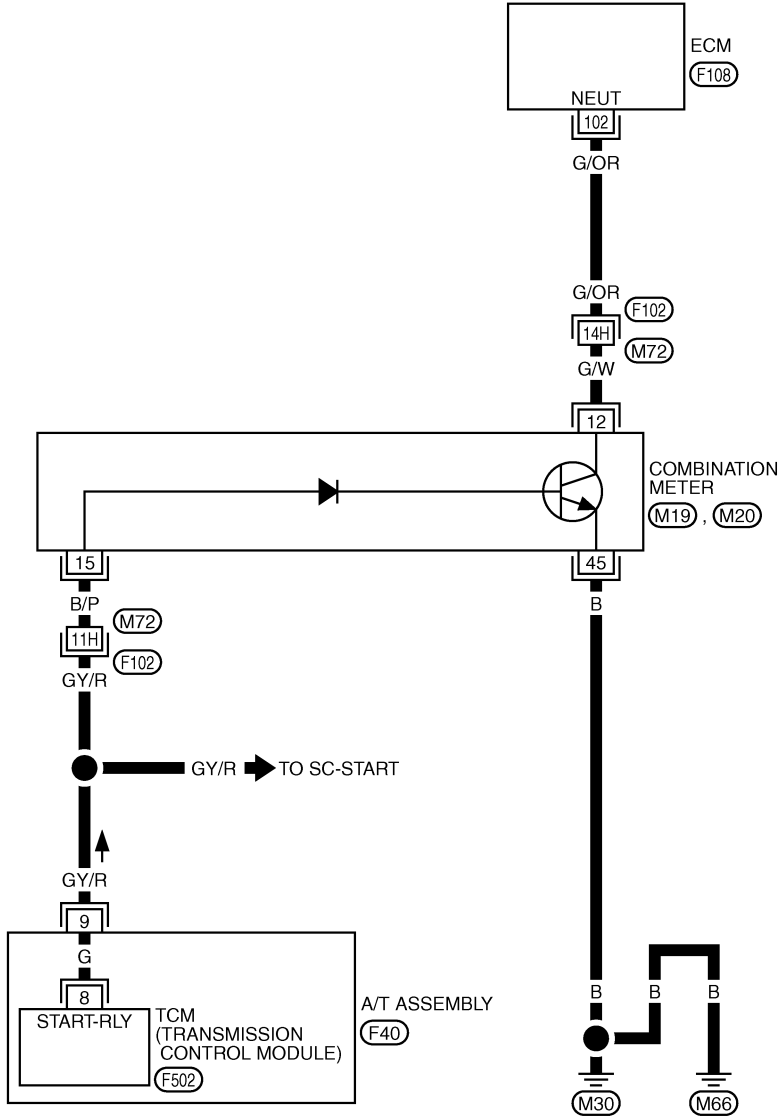 ECM
F108
NEUT
102
G/OR
G/OR
F102
14H
M72
G/W
12
COMBINATION
METER
M19 , M20
15
45
B/P
B
M72
11H
F102
GY/R
GY/R
TO SC-START
GY/R
9
G
8
START-RLY
TCM
(TRANSMISSION
CONTROL MODULE)
F502
A/T ASSEMBLY
F40
B
B
B
M30
M66